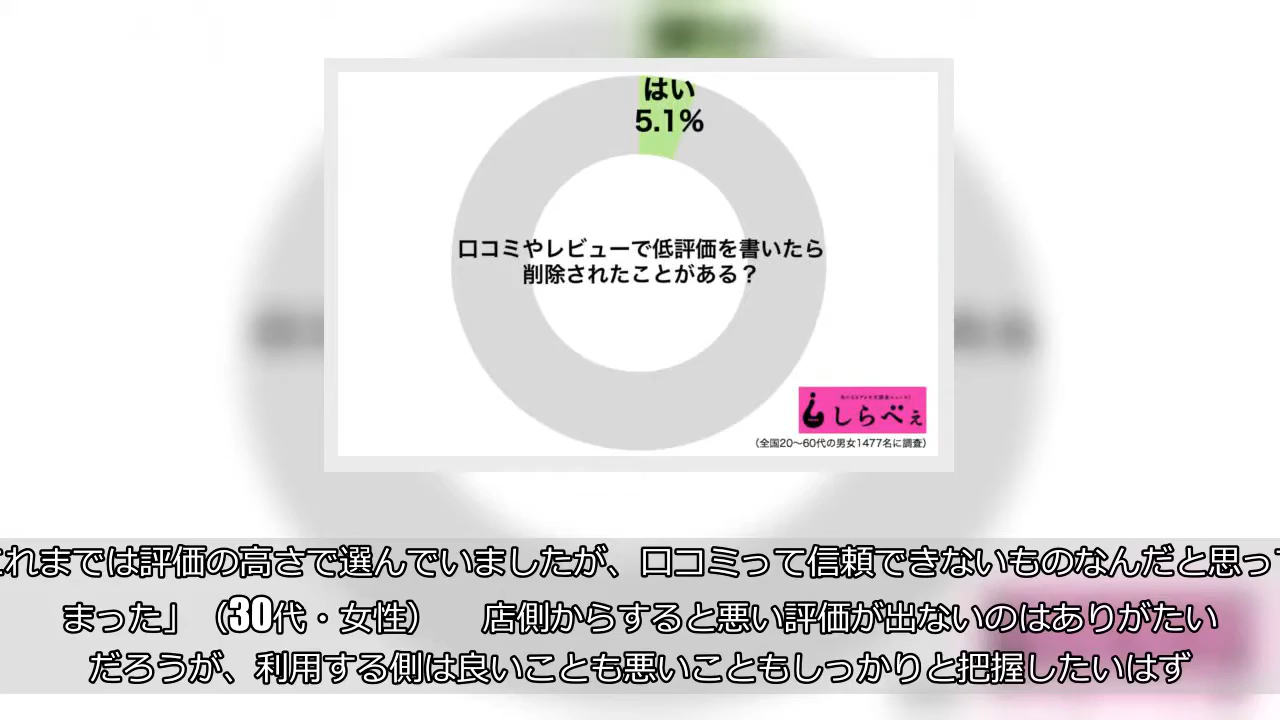 はい
5.1%
口コミやレビューで低評価を書いたら
削除されたことがある？
しらべぇ
（全国20〜60代の男女1477名に調査）
れまでは評価の高さで選んでいましたが、口コミって信頼できないものなんだと思って
まった」（30代・女性）　店側からすると悪い評価が出ないのはありがたい
だろうが、利用する側は良いことも悪いこともしっかりと把握したいはず